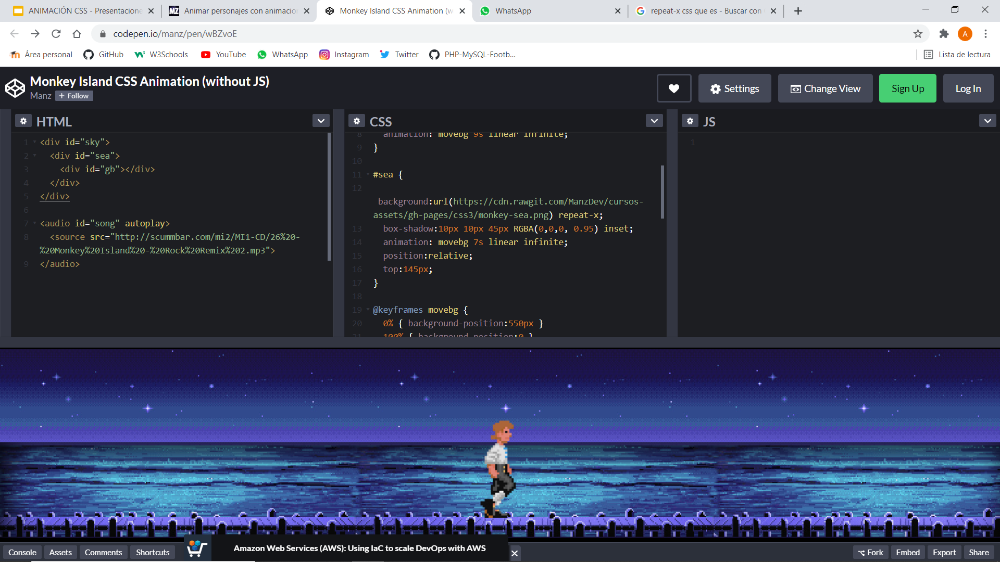 ANIMACIÓN CSS - Presentacione
Animar personajes con animacion
Monkey Island CSS Animation (w
WhatsApp
repeat-x css que es - Buscar con
codepen.io/manz/pen/wBZvoE
A
Área personal
GitHub
W3Schools
YouTube
WhatsApp
Instagram
Twitter
PHP-MySQL-Footb...
Lista de lectura
Monkey Island CSS Animation (without JS)
Manz
+ Follow
Settings
Change View
Sign Up
Log In
HTML
1 <div id="sky">
2 <div id="sea">
3 <div id="gb"></div>
4 </div>
5 </div>
6
7 <audio id="song" autoplay>
8 <source src="http://scummbar.com/mi2/MI1-CD/26%20-
%20Monkey%20Island%20-%20Rock%20Remix%202.mp3">
9 </audio>
CSS
8 animation: movebg 9s linear infinite;
9 }
10
11 #sea {
12
background:url(https://cdn.rawgit.com/ManzDev/cursos-
assets/gh-pages/css3/monkey-sea.png) repeat-x;
13 box-shadow:10px 10px 45px RGBA(0,0,0, 0.95) inset;
14 animation: movebg 7s linear infinite;
15 position:relative;
16 top:145px;
17 }
18
19 @keyframes movebg {
20 0% { background-position:550px }
21 100% { background-position:0 }
JS
1
Console
Assets
Comments
Shortcuts
Amazon Web Services (AWS): Using IaC to scale DevOps with AWS
Fork
Embed
Export
Share